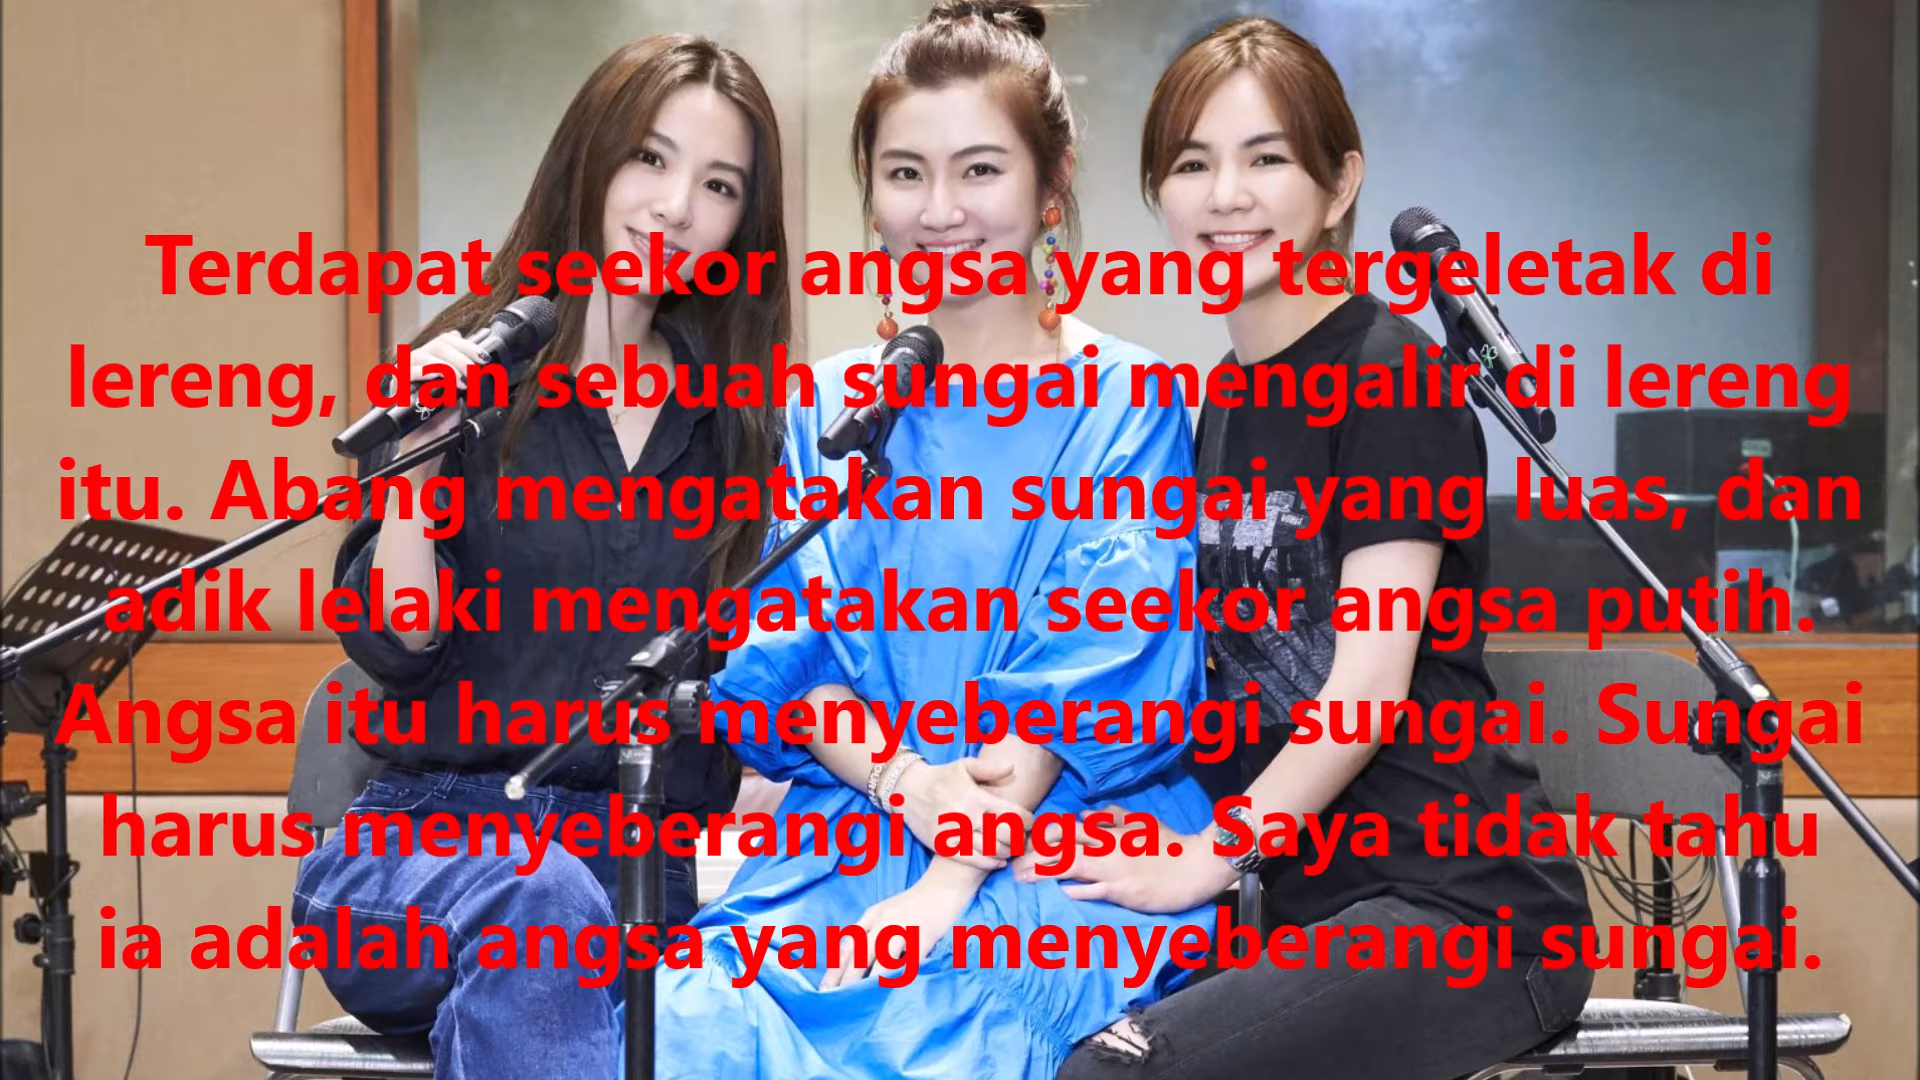 Terdapat seekor angsa yang tergeletak di
lereng, dan sebuah sungai mengalir di lereng
itu. Abang mengatakan sungai yang luas, dan
adik lelaki mengatakan seekor angsa putih.
Angsa itu harus menyeberangi sungai. Sungai
harus menyeberangi angsa. Saya tidak tahu
ia adalah angsa yang menyeberangi sungai.